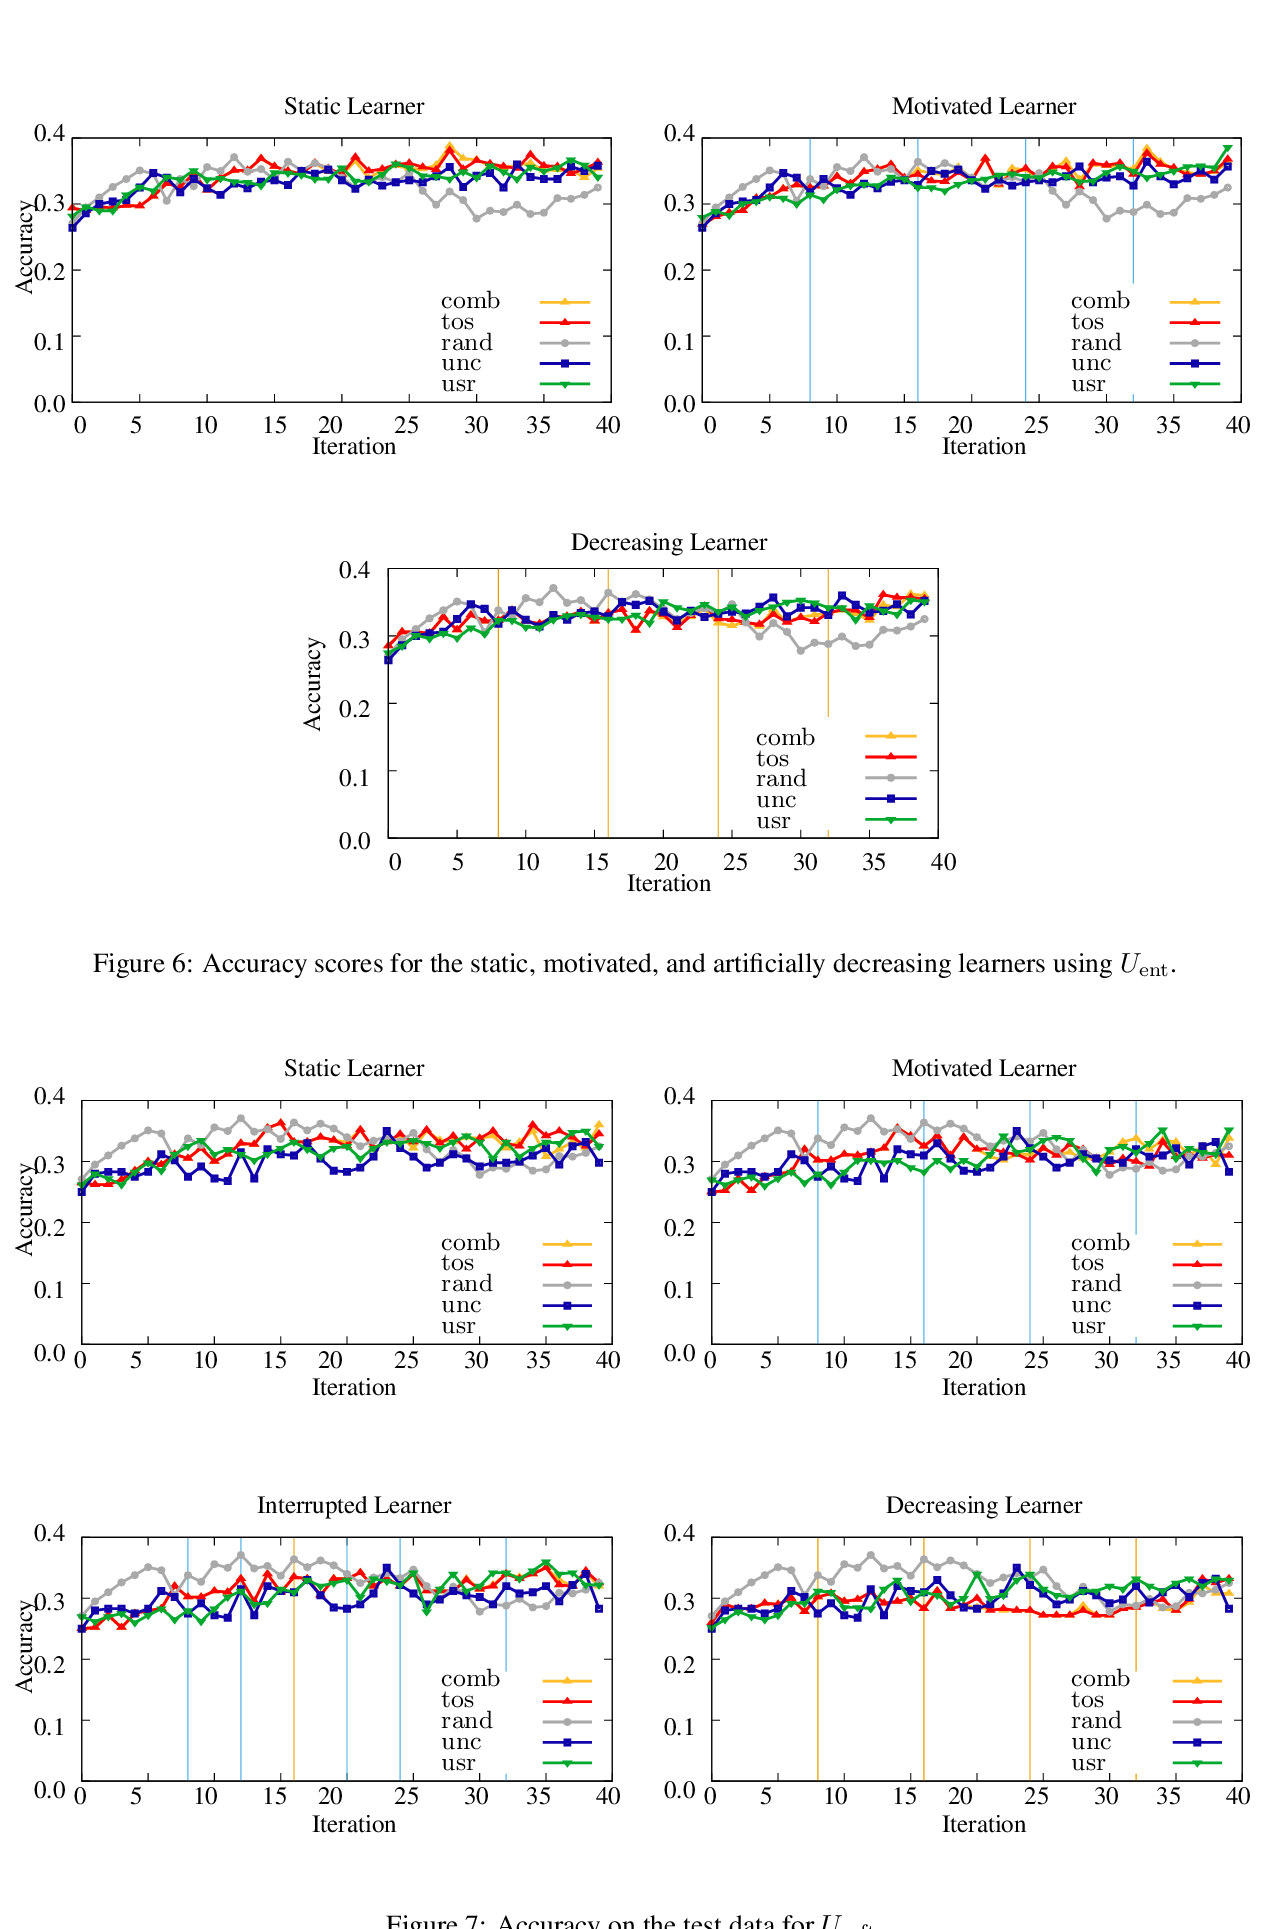 Static Learner
Motivated Learner
0.4
0.3
0.2
0.1
0.0
Accuracy
0 5 10 15 20 25 30 35 40
Iteration
comb
tos
rand
unc
usr
0.4
0.3
0.2
0.1
0.0
0 5 10 15 20 25 30 35 40
Iteration
comb
tos
rand
unc
usr
Decreasing Learner
0.4
0.3
0.2
0.1
0.0
Accuracy
0 5 10 15 20 25 30 35 40
Iteration
comb
tos
rand
unc
usr
Figure 6: Accuracy scores for the static, motivated, and artificially decreasing learners using U_ent.
Static Learner
Motivated Learner
0.4
0.3
0.2
0.1
0.0
Accuracy
0 5 10 15 20 25 30 35 40
Iteration
comb
tos
rand
unc
usr
0.4
0.3
0.2
0.1
0.0
0 5 10 15 20 25 30 35 40
Iteration
comb
tos
rand
unc
usr
Interrupted Learner
Decreasing Learner
0.4
0.3
0.2
0.1
0.0
Accuracy
0 5 10 15 20 25 30 35 40
Iteration
comb
tos
rand
unc
usr
0.4
0.3
0.2
0.1
0.0
0 5 10 15 20 25 30 35 40
Iteration
comb
tos
rand
unc
usr
Figure 7: Accuracy on the test data for U